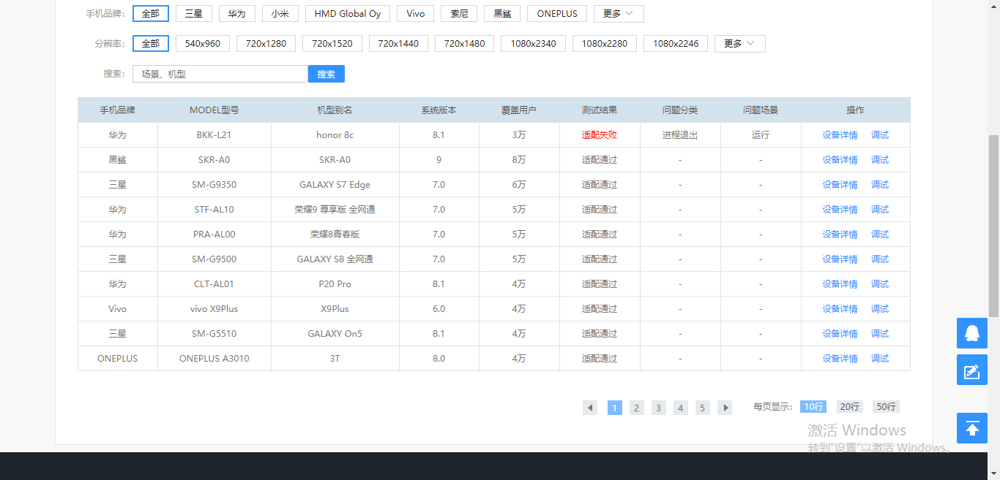 手机品牌: 全部 三星 华为 小米 HMD Global Oy Vivo 索尼 黑鲨 ONEPLUS 更多
分辨率: 全部 540x960 720x1280 720x1520 720x1440 720x1480 1080x2340 1080x2280 1080x2246 更多
搜索: 场景、机型 搜索
手机品牌 MODEL型号 机型别名 系统版本 覆盖用户 测试结果 问题分类 问题场景 操作
华为 BKK-L21 honor 8c 8.1 3万 适配失败 进程退出 运行 设备详情 调试
黑鲨 SKR-A0 SKR-A0 9 8万 适配通过 - - 设备详情 调试
三星 SM-G9350 GALAXY S7 Edge 7.0 6万 适配通过 - - 设备详情 调试
华为 STF-AL10 荣耀9 尊享版 全网通 7.0 5万 适配通过 - - 设备详情 调试
华为 PRA-AL00 荣耀8青春版 7.0 5万 适配通过 - - 设备详情 调试
三星 SM-G9500 GALAXY S8 全网通 7.0 5万 适配通过 - - 设备详情 调试
华为 CLT-AL01 P20 Pro 8.1 4万 适配通过 - - 设备详情 调试
Vivo vivo X9Plus X9Plus 6.0 4万 适配通过 - - 设备详情 调试
三星 SM-G5510 GALAXY On5 8.1 4万 适配通过 - - 设备详情 调试
ONEPLUS ONEPLUS A3010 3T 8.0 4万 适配通过 - - 设备详情 调试
1 2 3 4 5 每页显示: 10行 20行 50行
激活 Windows
转到"设置"以激活 Windows。